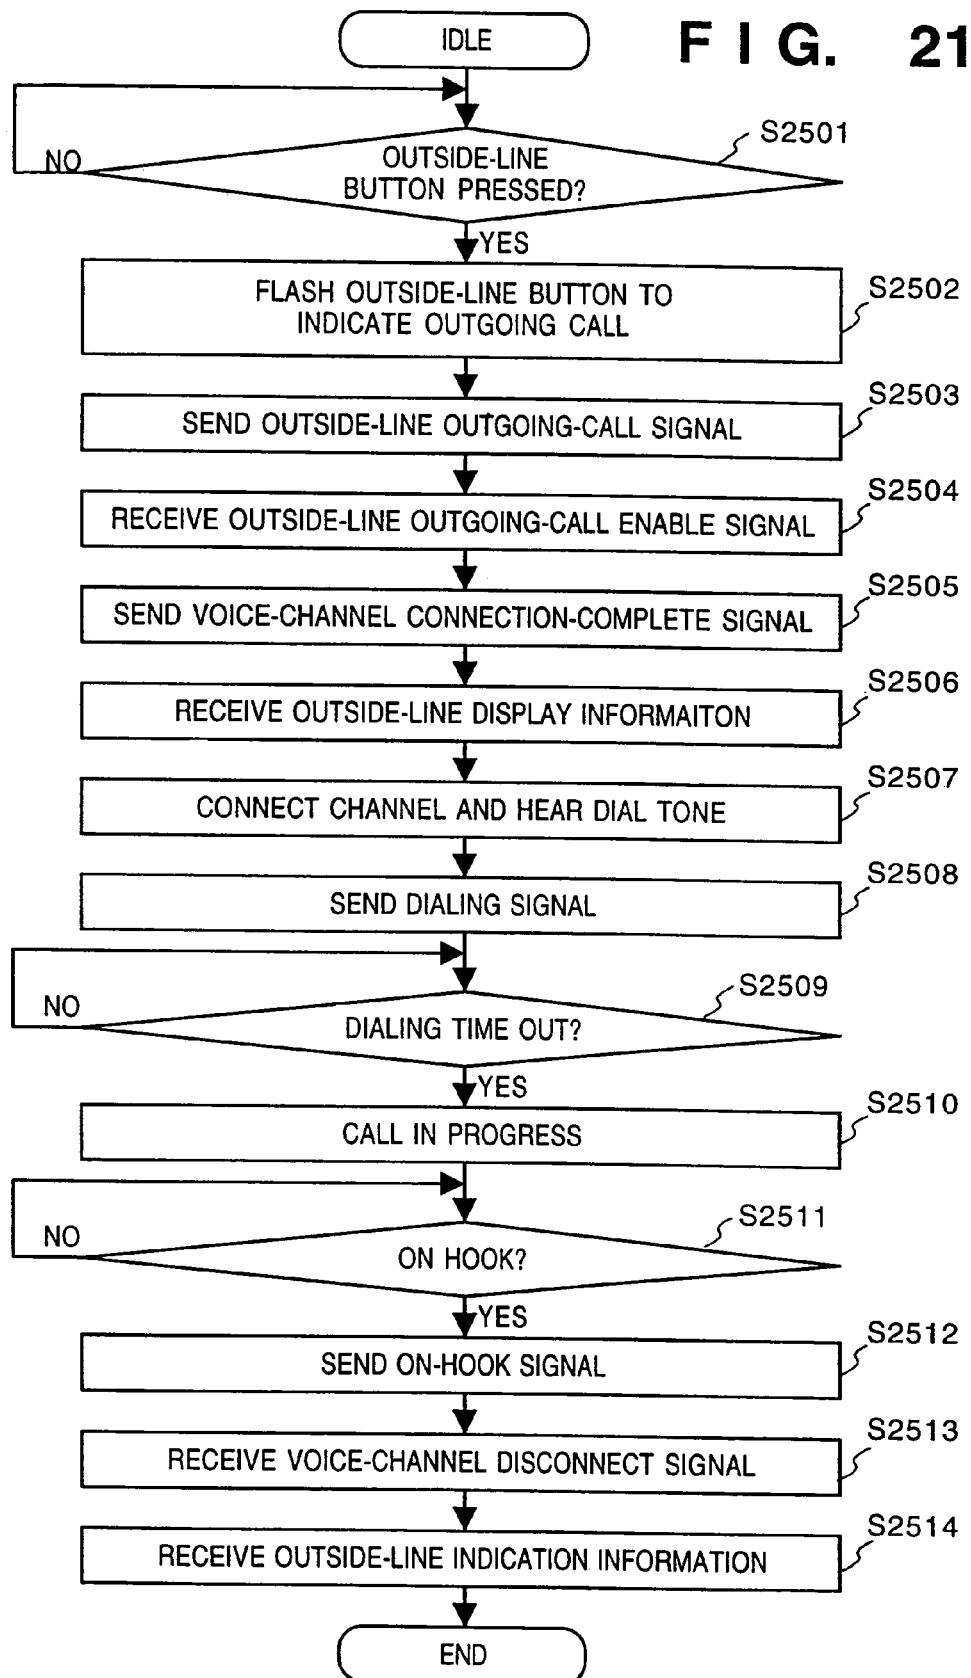 IDLE
F I G. 21
S2501
OUTSIDE-LINE
BUTTON PRESSED?
NO
YES
S2502
FLASH OUTSIDE-LINE BUTTON TO
INDICATE OUTGOING CALL
S2503
SEND OUTSIDE-LINE OUTGOING-CALL SIGNAL
S2504
RECEIVE OUTSIDE-LINE OUTGOING-CALL ENABLE SIGNAL
S2505
SEND VOICE-CHANNEL CONNECTION-COMPLETE SIGNAL
S2506
RECEIVE OUTSIDE-LINE DISPLAY INFORMAITON
S2507
CONNECT CHANNEL AND HEAR DIAL TONE
S2508
SEND DIALING SIGNAL
S2509
NO
DIALING TIME OUT?
YES
S2510
CALL IN PROGRESS
S2511
NO
ON HOOK?
YES
S2512
SEND ON-HOOK SIGNAL
S2513
RECEIVE VOICE-CHANNEL DISCONNECT SIGNAL
S2514
RECEIVE OUTSIDE-LINE INDICATION INFORMATION
END